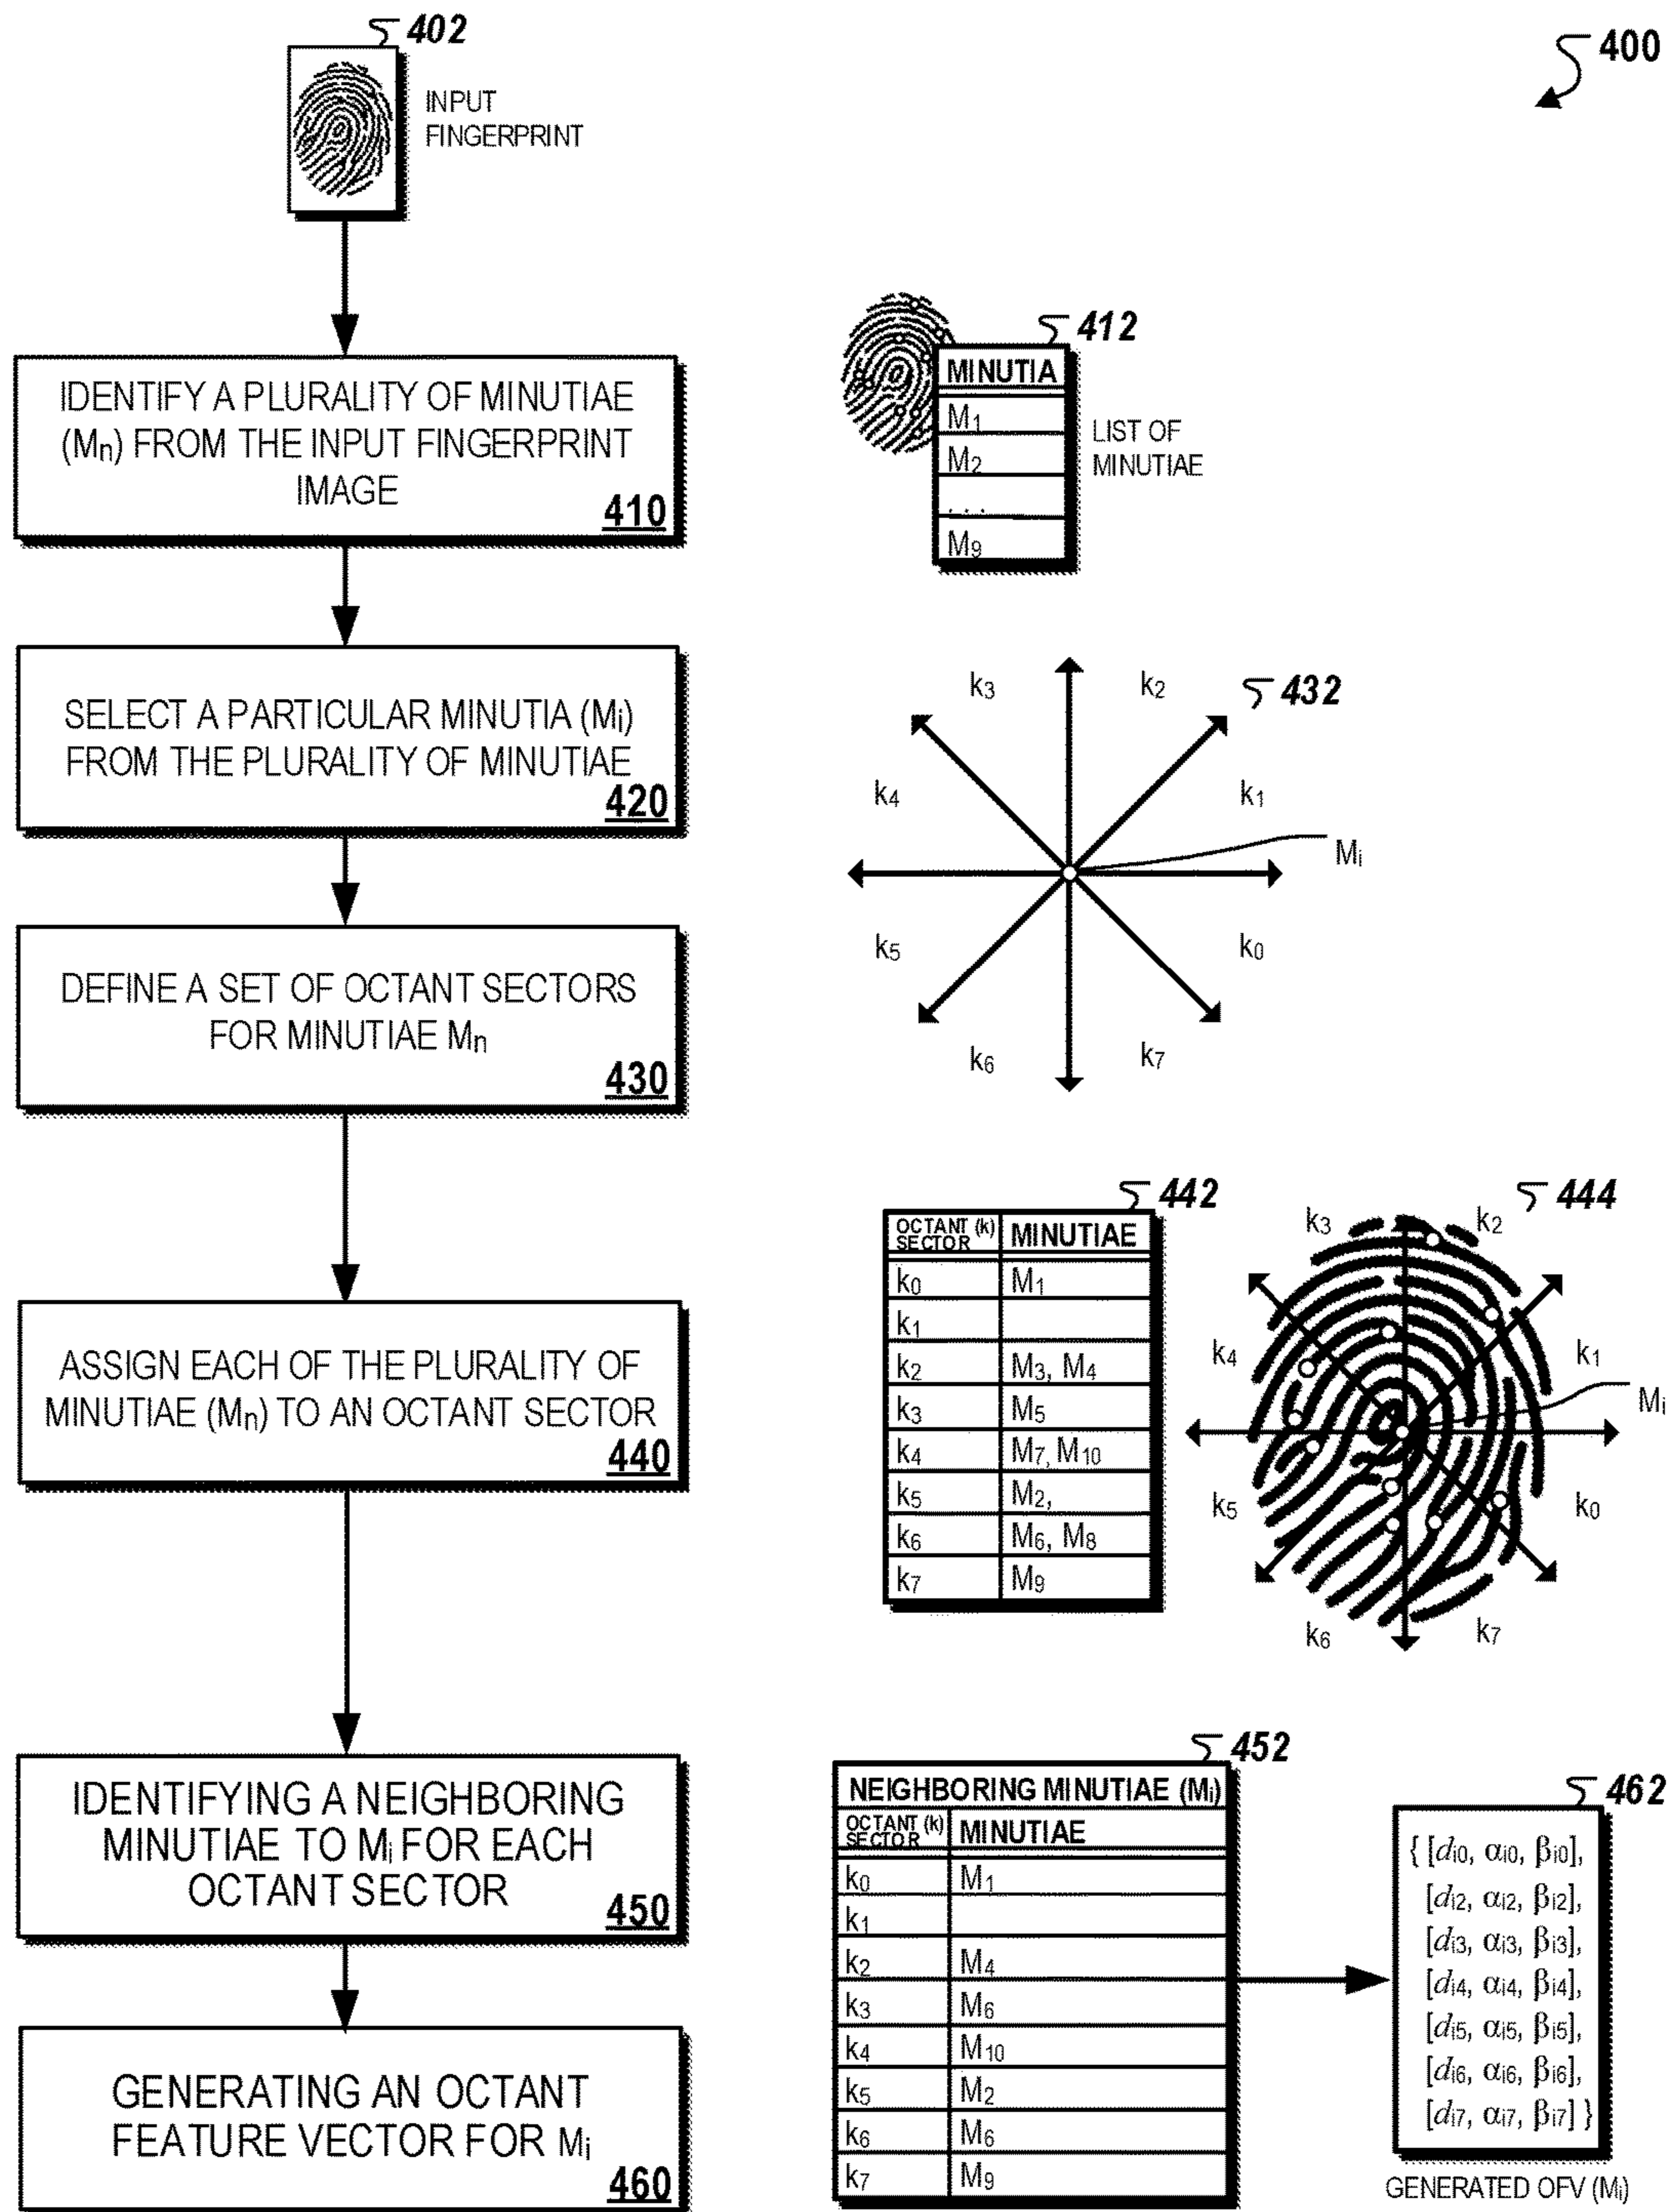 402
400
INPUT
FINGERPRINT
IDENTIFY A PLURALITY OF MINUTIAE
(Mn) FROM THE INPUT FINGERPRINT
IMAGE
410
412
MINUTIA
M1
M2
. . .
M9
LIST OF
MINUTIAE
SELECT A PARTICULAR MINUTIA (Mi)
FROM THE PLURALITY OF MINUTIAE
420
432
k3
k2
k4
k1
Mi
k5
k0
k6
k7
DEFINE A SET OF OCTANT SECTORS
FOR MINUTIAE Mn
430
ASSIGN EACH OF THE PLURALITY OF
MINUTIAE (Mn) TO AN OCTANT SECTOR
440
442
OCTANT (k) SECTOR MINUTIAE
k0 M1
k1
k2 M3, M4
k3 M5
k4 M7, M10
k5 M2,
k6 M6, M8
k7 M9
444
k3
k2
k4
k1
Mi
k5
k0
k6
k7
IDENTIFYING A NEIGHBORING
MINUTIAE TO Mi FOR EACH
OCTANT SECTOR
450
452
NEIGHBORING MINUTIAE (Mi)
OCTANT (k) SECTOR MINUTIAE
k0 M1
k1
k2 M4
k3 M6
k4 M10
k5 M2
k6 M6
k7 M9
462
{ [di0, αi0, βi0],
[di2, αi2, βi2],
[di3, αi3, βi3],
[di4, αi4, βi4],
[di5, αi5, βi5],
[di6, αi6, βi6],
[di7, αi7, βi7] }
GENERATED OFV (Mi)
GENERATING AN OCTANT
FEATURE VECTOR FOR Mi
460